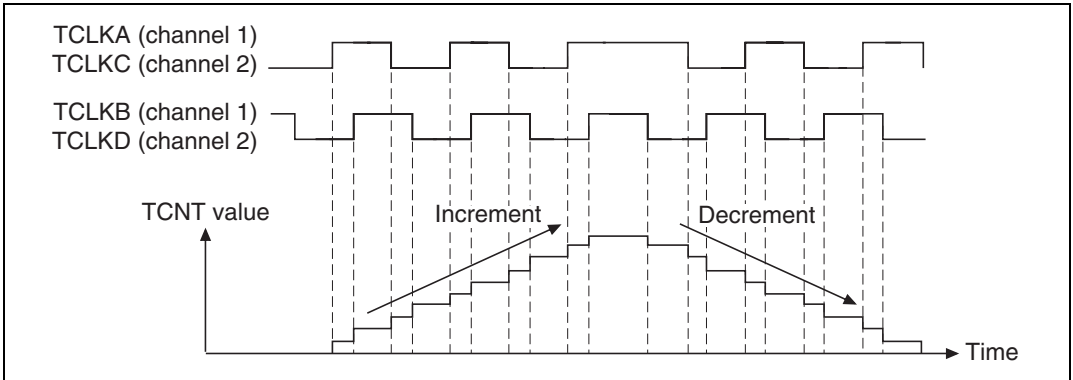 TCLKA (channel 1)
TCLKC (channel 2)
TCLKB (channel 1)
TCLKD (channel 2)
TCNT value
Increment
Decrement
Time